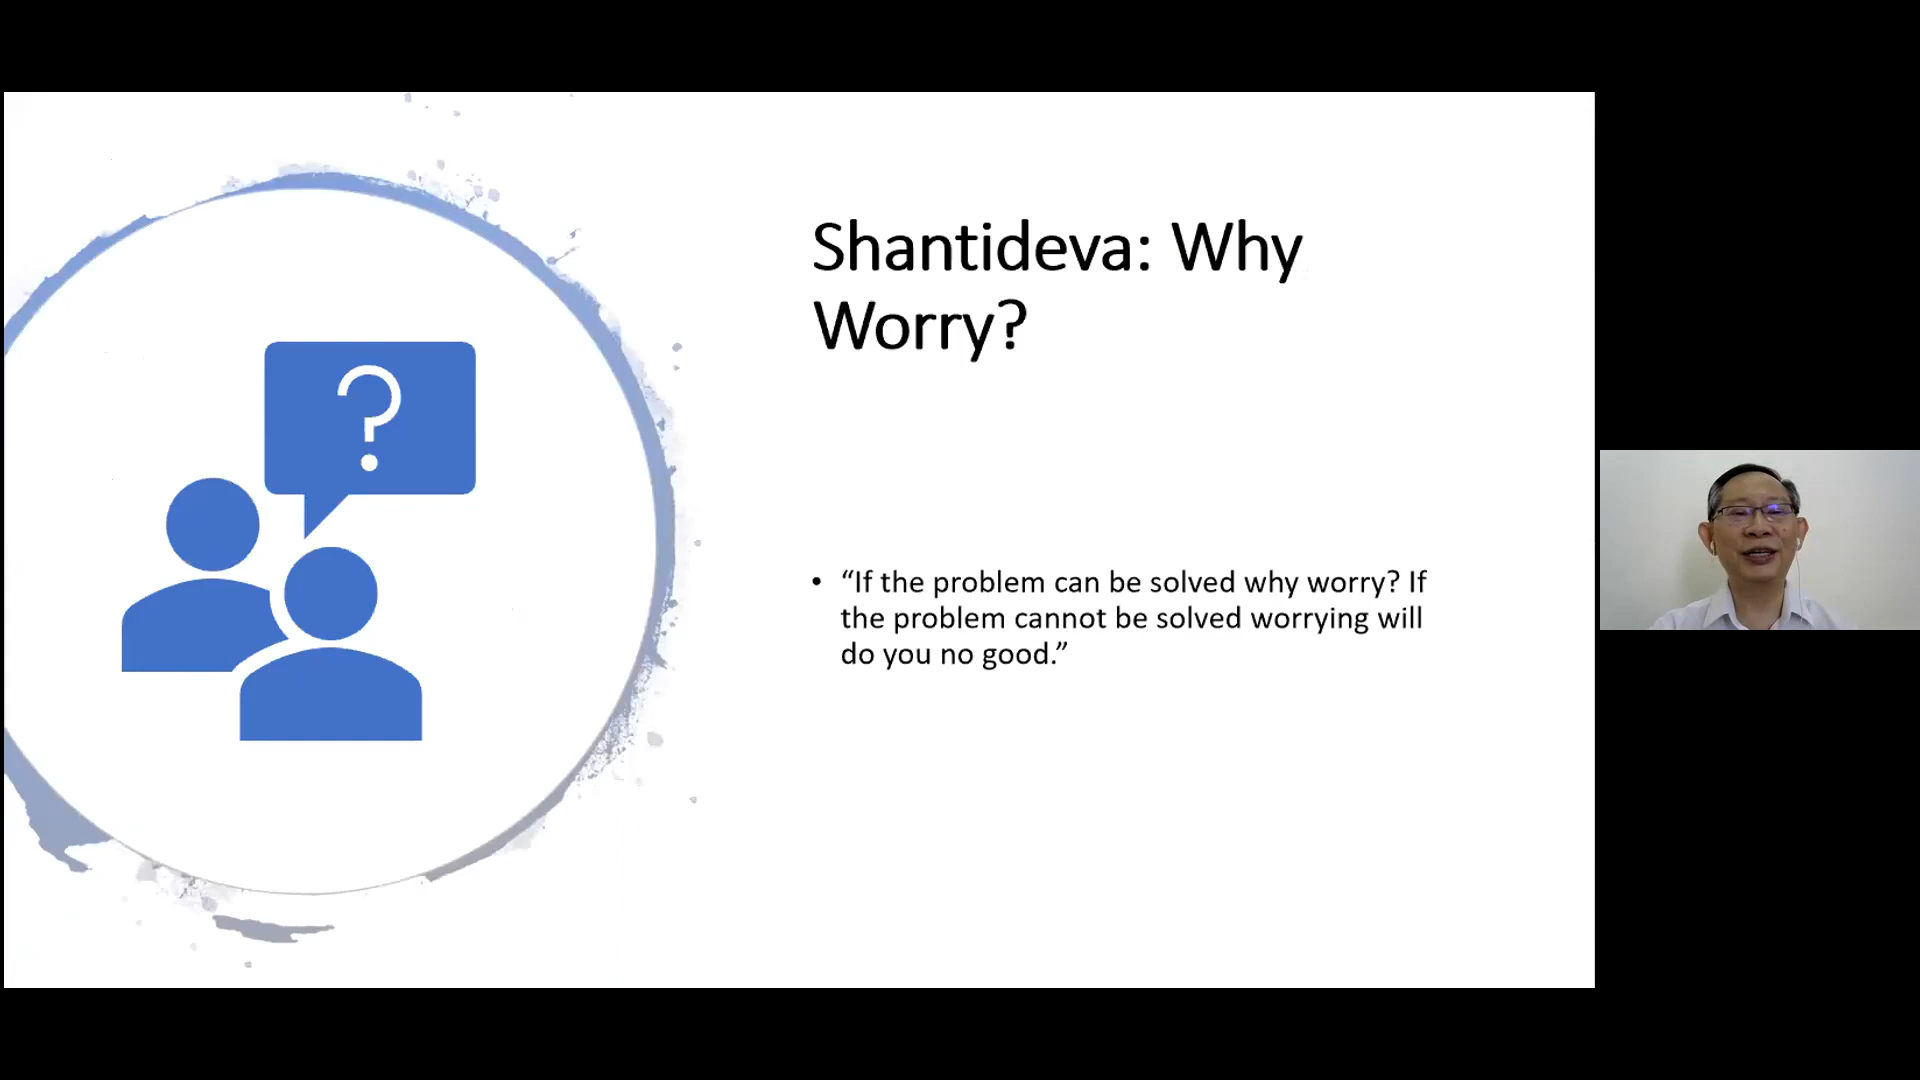 ?
Shantideva: Why
Worry?
• “If the problem can be solved why worry? If
the problem cannot be solved worrying will
do you no good.”